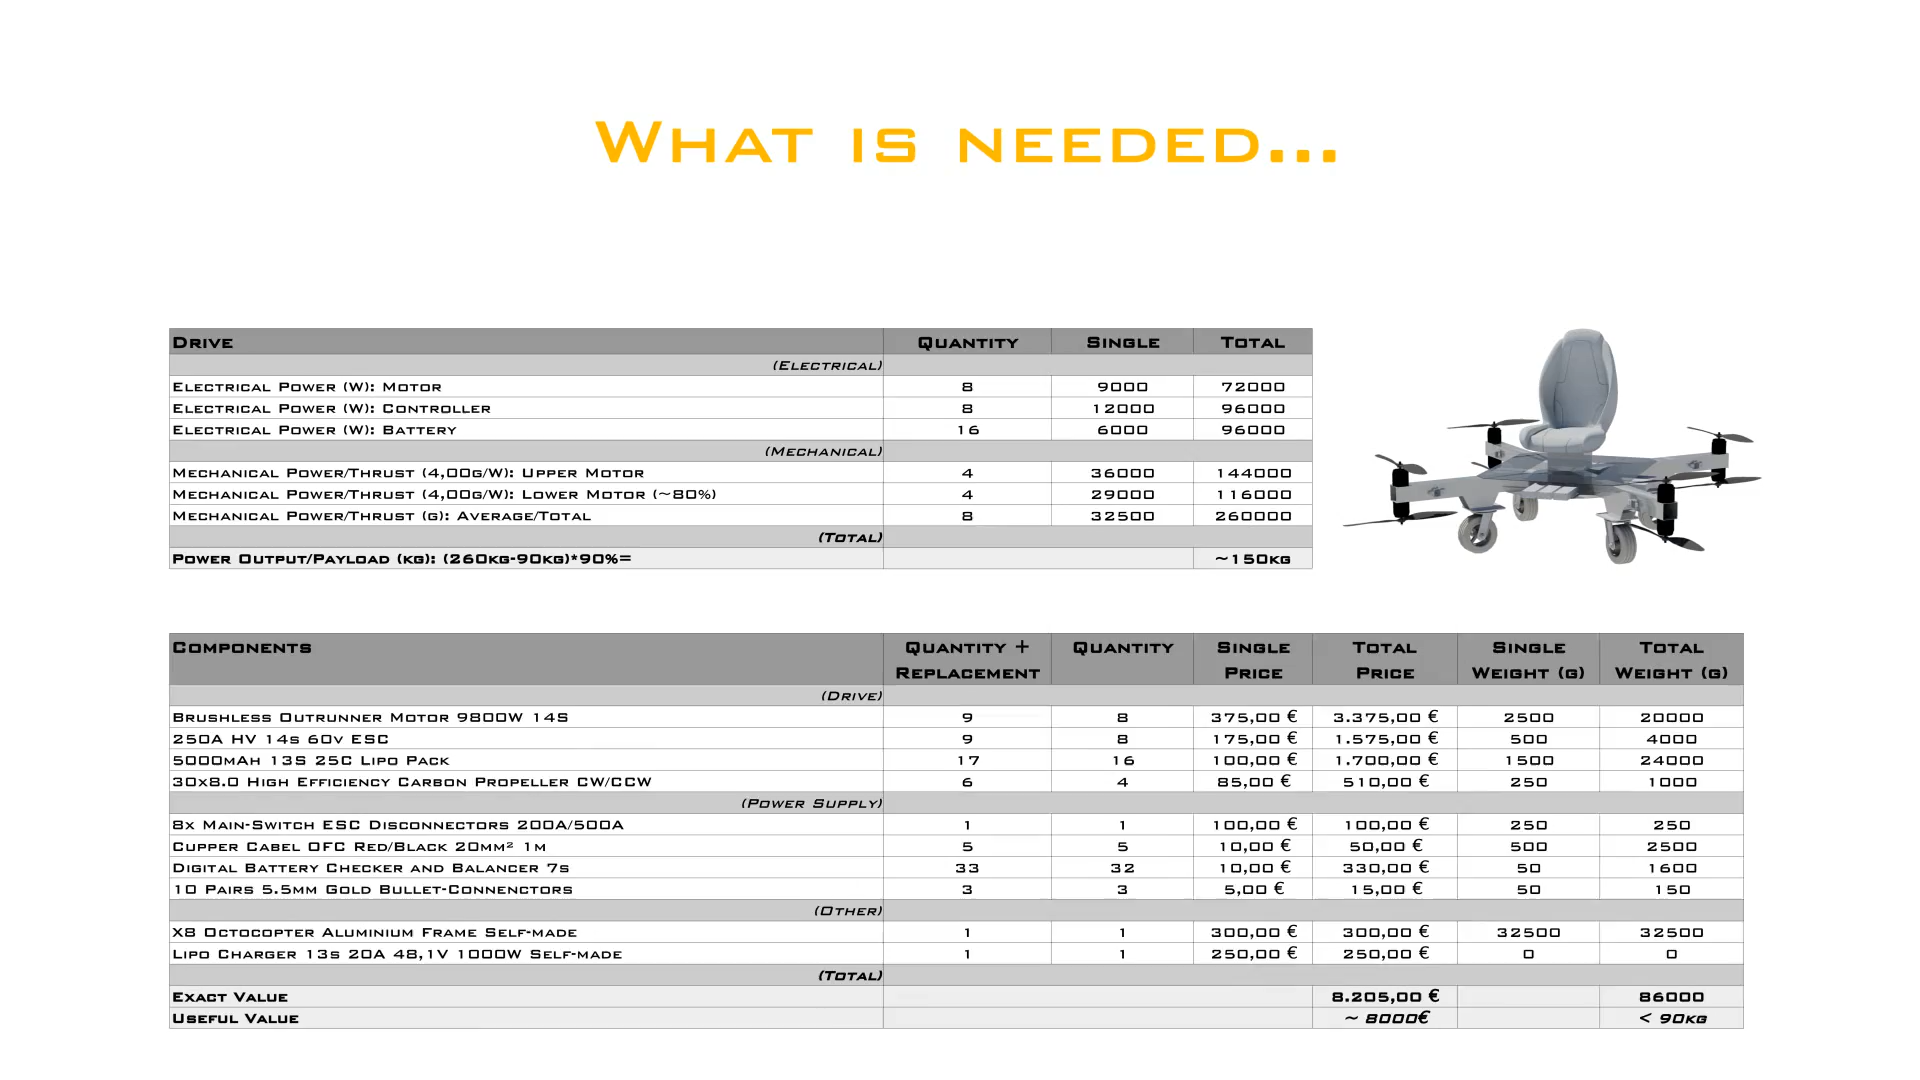 What is needed...
Drive Quantity Single Total
(Electrical)
Electrical Power (W): Motor 8 9000 72000
Electrical Power (W): Controller 8 12000 96000
Electrical Power (W): Battery 16 6000 96000
(Mechanical)
Mechanical Power/Thrust (4,00g/W): Upper Motor 4 36000 144000
Mechanical Power/Thrust (4,00g/W): Lower Motor (~80%) 4 29000 116000
Mechanical Power/Thrust (g): Average/Total 8 32500 260000
(Total)
Power Output/Payload (kg): (260kg-90kg)*90%= ~150kg
Components Quantity + Replacement Quantity Single Price Total Price Single Weight (g) Total Weight (g)
(Drive)
Brushless Outrunner Motor 9800W 14S 9 8 375,00 € 3.375,00 € 2500 20000
250A HV 14s 60v ESC 9 8 175,00 € 1.575,00 € 500 4000
5000mAh 13S 25C Lipo Pack 17 16 100,00 € 1.700,00 € 1500 24000
30x8.0 High Efficiency Carbon Propeller CW/CCW 6 4 85,00 € 510,00 € 250 1000
(Power Supply)
8x Main-Switch ESC Disconnectors 200A/500A 1 1 100,00 € 100,00 € 250 250
Cupper Cabel OFC Red/Black 20mm² 1m 5 5 10,00 € 50,00 € 500 2500
Digital Battery Checker and Balancer 7s 33 32 10,00 € 330,00 € 50 1600
10 Pairs 5.5mm Gold Bullet-Connenctors 3 3 5,00 € 15,00 € 50 150
(Other)
X8 Octocopter Aluminium Frame Self-made 1 1 300,00 € 300,00 € 32500 32500
Lipo Charger 13s 20A 48,1V 1000W Self-made 1 1 250,00 € 250,00 € 0 0
(Total)
Exact Value 8.205,00 € 86000
Useful Value ~ 8000€ < 90kg